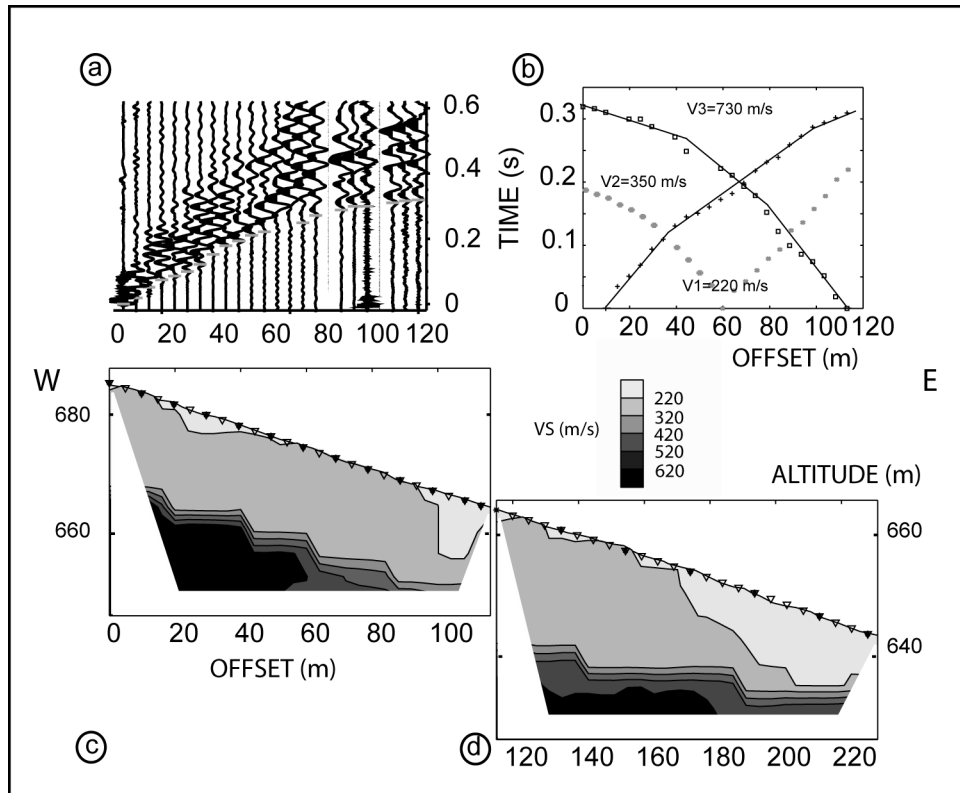 a
0.6
0.4
0.2
0
0 20 40 60 80 100 120
b
V3=730 m/s
V2=350 m/s
V1=220 m/s
TIME (s)
0.3
0.2
0.1
0
0 20 40 60 80 100 120
OFFSET (m)
W
E
680
660
0 20 40 60 80 100
OFFSET (m)
VS (m/s)
220
320
420
520
620
ALTITUDE (m)
660
640
120 140 160 180 200 220
c
d